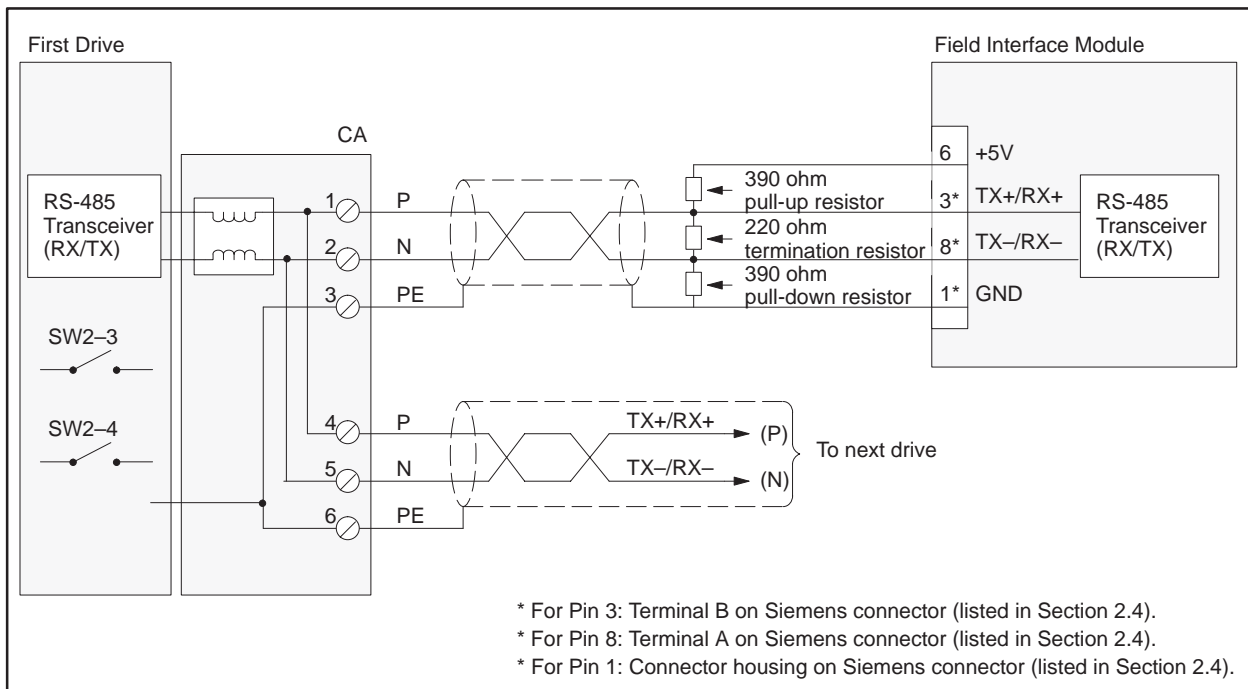 First Drive
Field Interface Module
CA
6 +5V
390 ohm
pull-up resistor
RS-485
Transceiver
(RX/TX)
1 P
3* TX+/RX+
220 ohm
termination resistor
RS-485
Transceiver
(RX/TX)
2 N
8* TX–/RX–
390 ohm
pull-down resistor
3 PE
1* GND
SW2–3
SW2–4
4 P
TX+/RX+
(P)
To next drive
5 N
TX–/RX–
(N)
6 PE
* For Pin 3: Terminal B on Siemens connector (listed in Section 2.4).
* For Pin 8: Terminal A on Siemens connector (listed in Section 2.4).
* For Pin 1: Connector housing on Siemens connector (listed in Section 2.4).